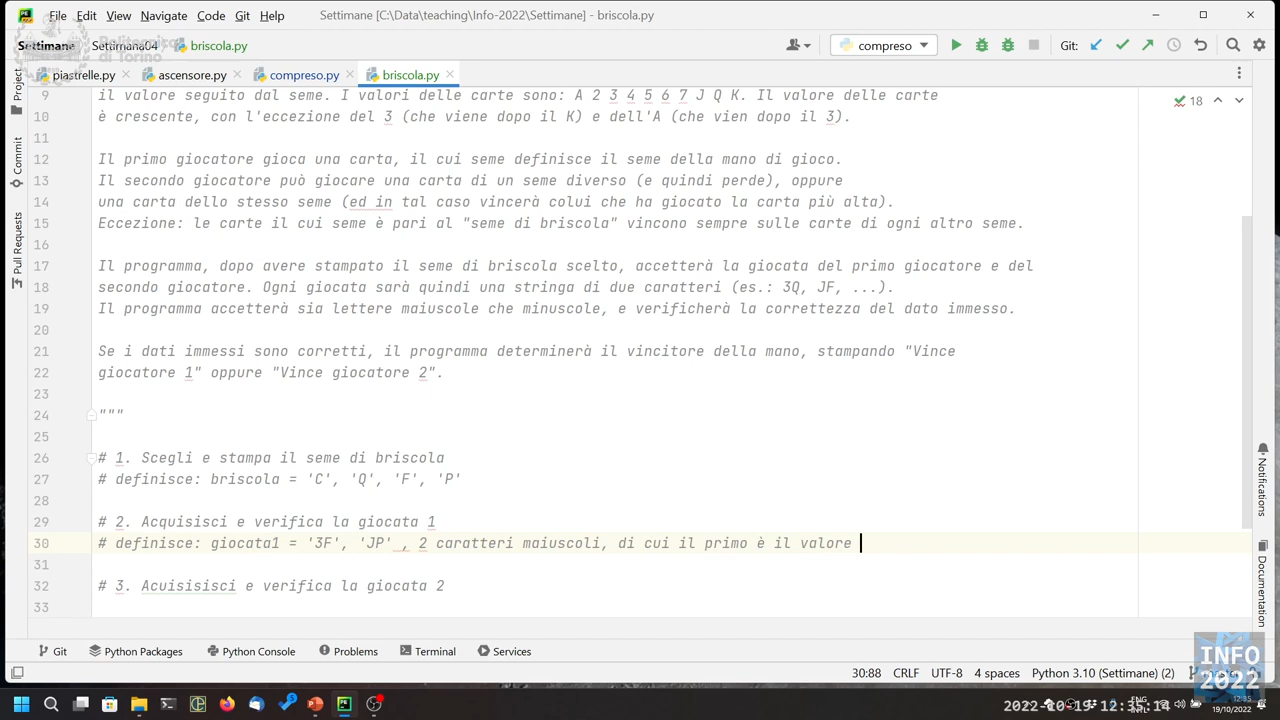 File Edit View Navigate Code Git Help Settimane [C:\Data\teaching\Info-2022\Settimane] - briscola.py
Settimane Settimana04 briscola.py compreso Git:
Politecnico
di Torino
piastrelle.py ascensore.py compreso.py briscola.py
9 il valore seguito dal seme. I valori delle carte sono: A 2 3 4 5 6 7 J Q K. Il valore delle carte 18
10 è crescente, con l'eccezione del 3 (che viene dopo il K) e dell'A (che vien dopo il 3).
11
12 Il primo giocatore gioca una carta, il cui seme definisce il seme della mano di gioco.
13 Il secondo giocatore può giocare una carta di un seme diverso (e quindi perde), oppure
14 una carta dello stesso seme (ed in tal caso vincerà colui che ha giocato la carta più alta).
15 Eccezione: le carte il cui seme è pari al "seme di briscola" vincono sempre sulle carte di ogni altro seme.
16
17 Il programma, dopo avere stampato il seme di briscola scelto, accetterà la giocata del primo giocatore e del
18 secondo giocatore. Ogni giocata sarà quindi una stringa di due caratteri (es.: 3Q, JF, ...).
19 Il programma accetterà sia lettere maiuscole che minuscole, e verificherà la correttezza del dato immesso.
20
21 Se i dati immessi sono corretti, il programma determinerà il vincitore della mano, stampando "Vince
22 giocatore 1" oppure "Vince giocatore 2".
23
24 """
25
26 # 1. Scegli e stampa il seme di briscola
27 # definisce: briscola = 'C', 'Q', 'F', 'P'
28
29 # 2. Acquisisci e verifica la giocata 1
30 # definisce: giocata1 = '3F', 'JP' , 2 caratteri maiuscoli, di cui il primo è il valore
31
32 # 3. Acuisisisci e verifica la giocata 2
33
Project
Commit
Pull Requests
Notifications
Documentation
Git Python Packages Python Console Problems Terminal Services
30:88 CRLF UTF-8 4 spaces Python 3.10 (Settimane) (2)
INFO
2022
ENG
12:35
19/10/2022
2022-10-19 12:35:14